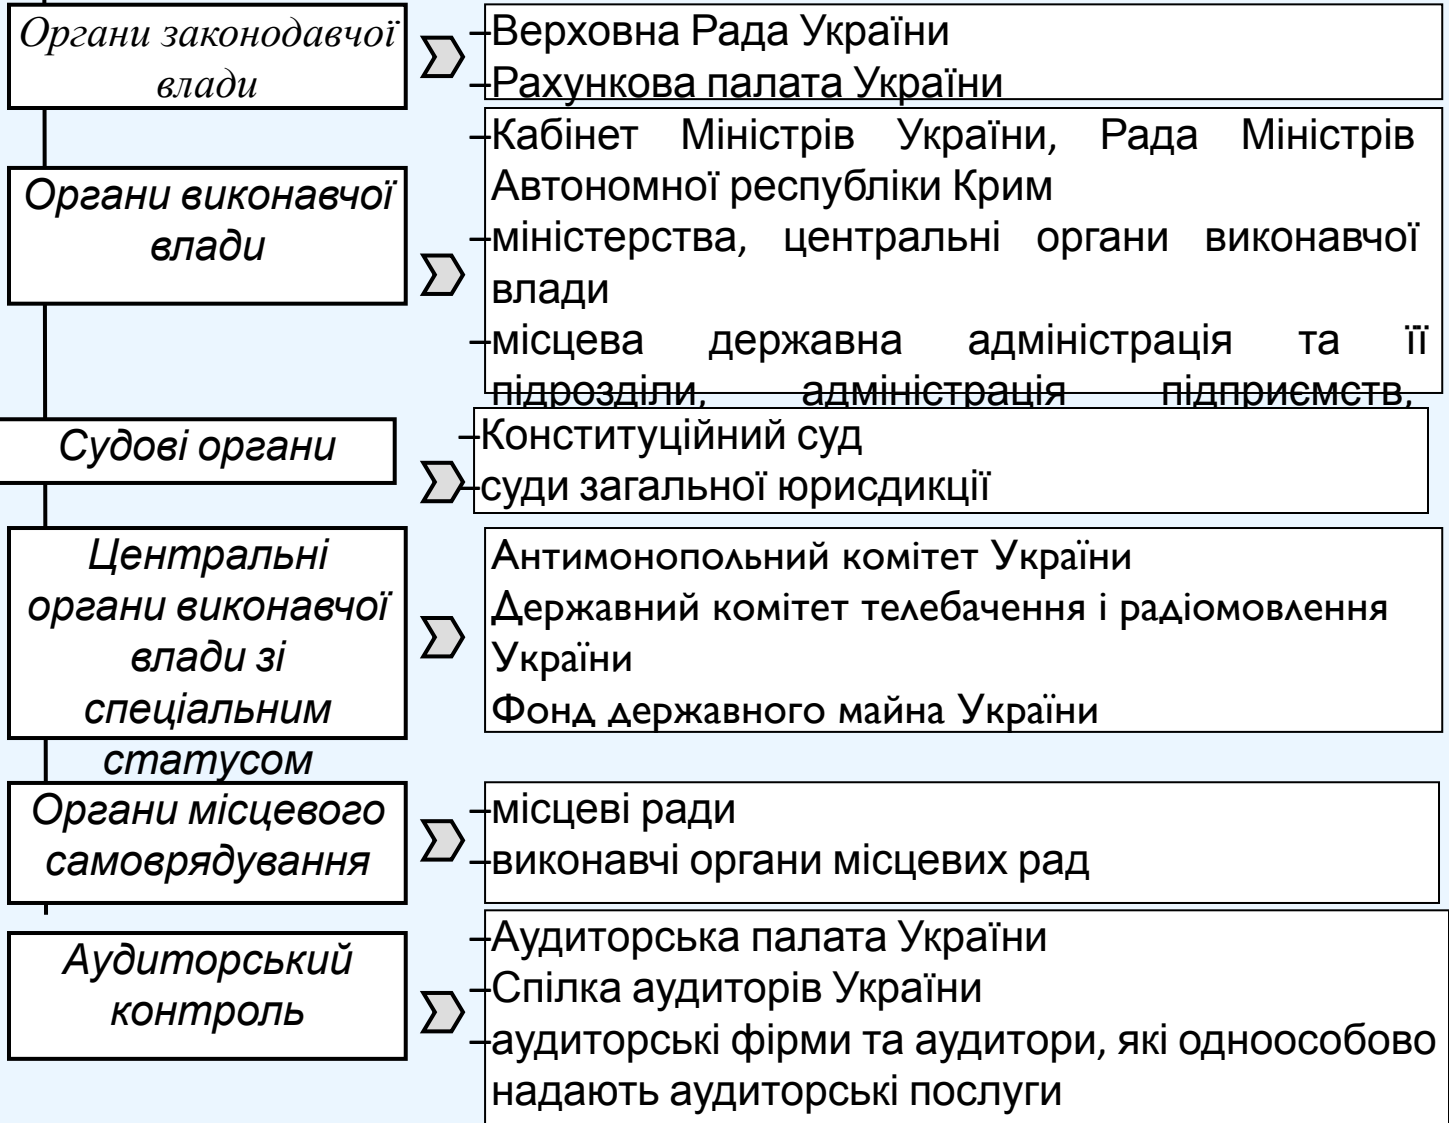 Органи законодавчої
влади
–Верховна Рада України
–Рахункова палата України
Органи виконавчої
влади
–Кабінет Міністрів України, Рада Міністрів
Автономної республіки Крим
–міністерства, центральні органи виконавчої
влади
–місцева державна адміністрація та її
підрозділи, адміністрація підприємств,
Судові органи
–Конституційний суд
–суди загальної юрисдикції
Центральні
органи виконавчої
влади зі
спеціальним
статусом
Антимонопольний комітет України
Державний комітет телебачення і радіомовлення
України
Фонд державного майна України
Органи місцевого
самоврядування
–місцеві ради
–виконавчі органи місцевих рад
Аудиторський
контроль
–Аудиторська палата України
–Спілка аудиторів України
–аудиторські фірми та аудитори, які одноособово
надають аудиторські послуги